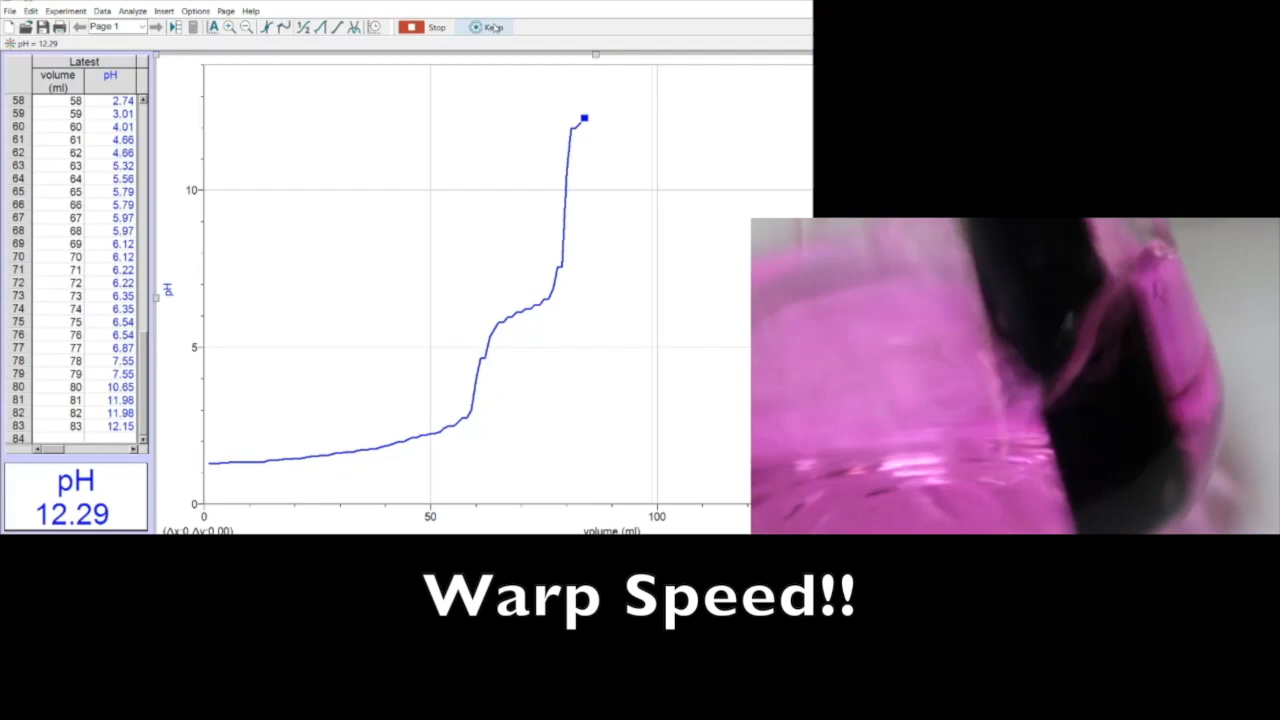 File Edit Experiment Data Analyze Insert Options Page Help
Page 1 Stop Keep
pH = 12.29
Latest
volume pH
(ml)
58 58 2.74
59 59 3.01
60 60 4.01
61 61 4.66
62 62 4.66
63 63 5.32
64 64 5.56
65 65 5.79
66 66 5.79
67 67 5.97
68 68 5.97
69 69 6.12
70 70 6.12
71 71 6.22
72 72 6.22
73 73 6.35
74 74 6.35
75 75 6.54
76 76 6.54
77 77 6.87
78 78 7.55
79 79 7.55
80 80 10.65
81 81 11.98
82 82 11.98
83 83 12.15
84
pH
12.29
10
pH
5
0
0 50 100
(Δx:0 Δy:0.00) volume (ml)
Warp Speed!!